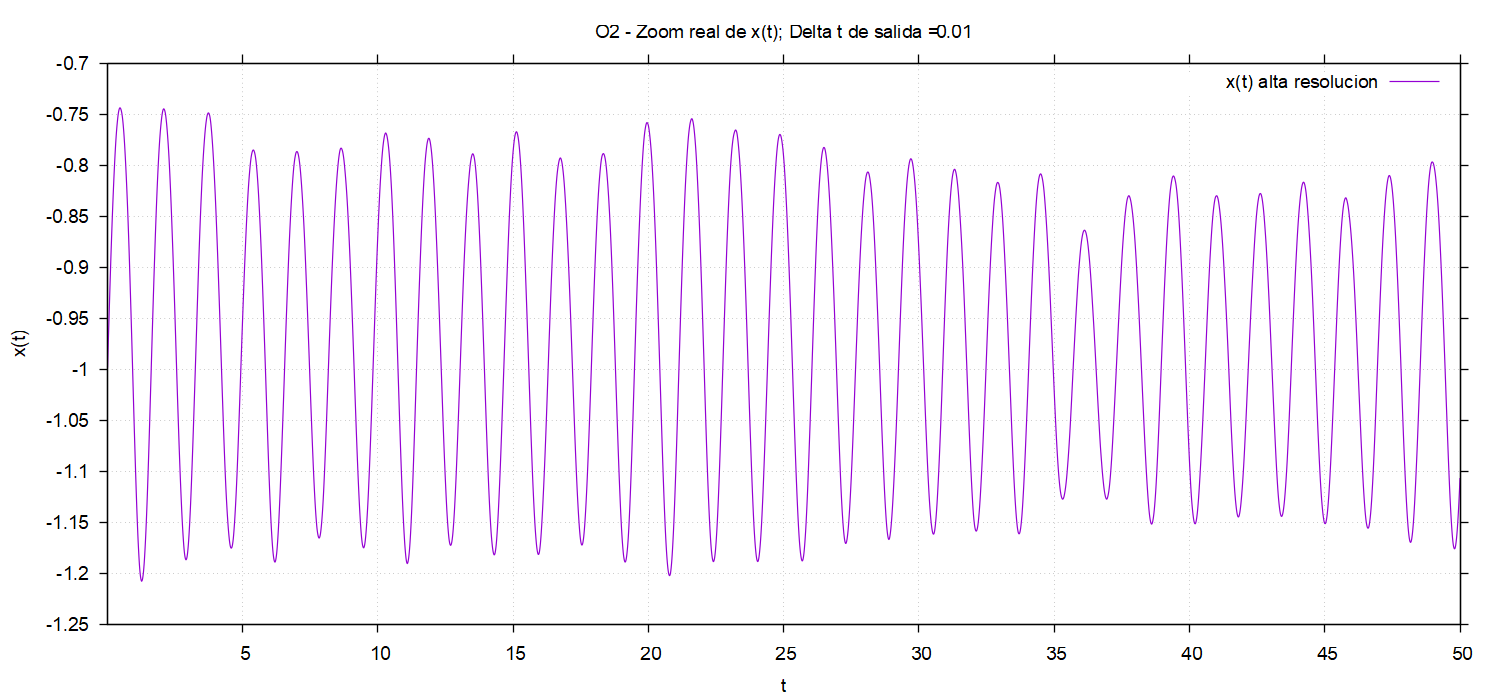 O2 - Zoom real de x(t); Delta t de salida =0.01
x(t) alta resolucion
-0.7
-0.75
-0.8
-0.85
-0.9
-0.95
-1
-1.05
-1.1
-1.15
-1.2
-1.25
x(t)
5 10 15 20 25 30 35 40 45 50
t